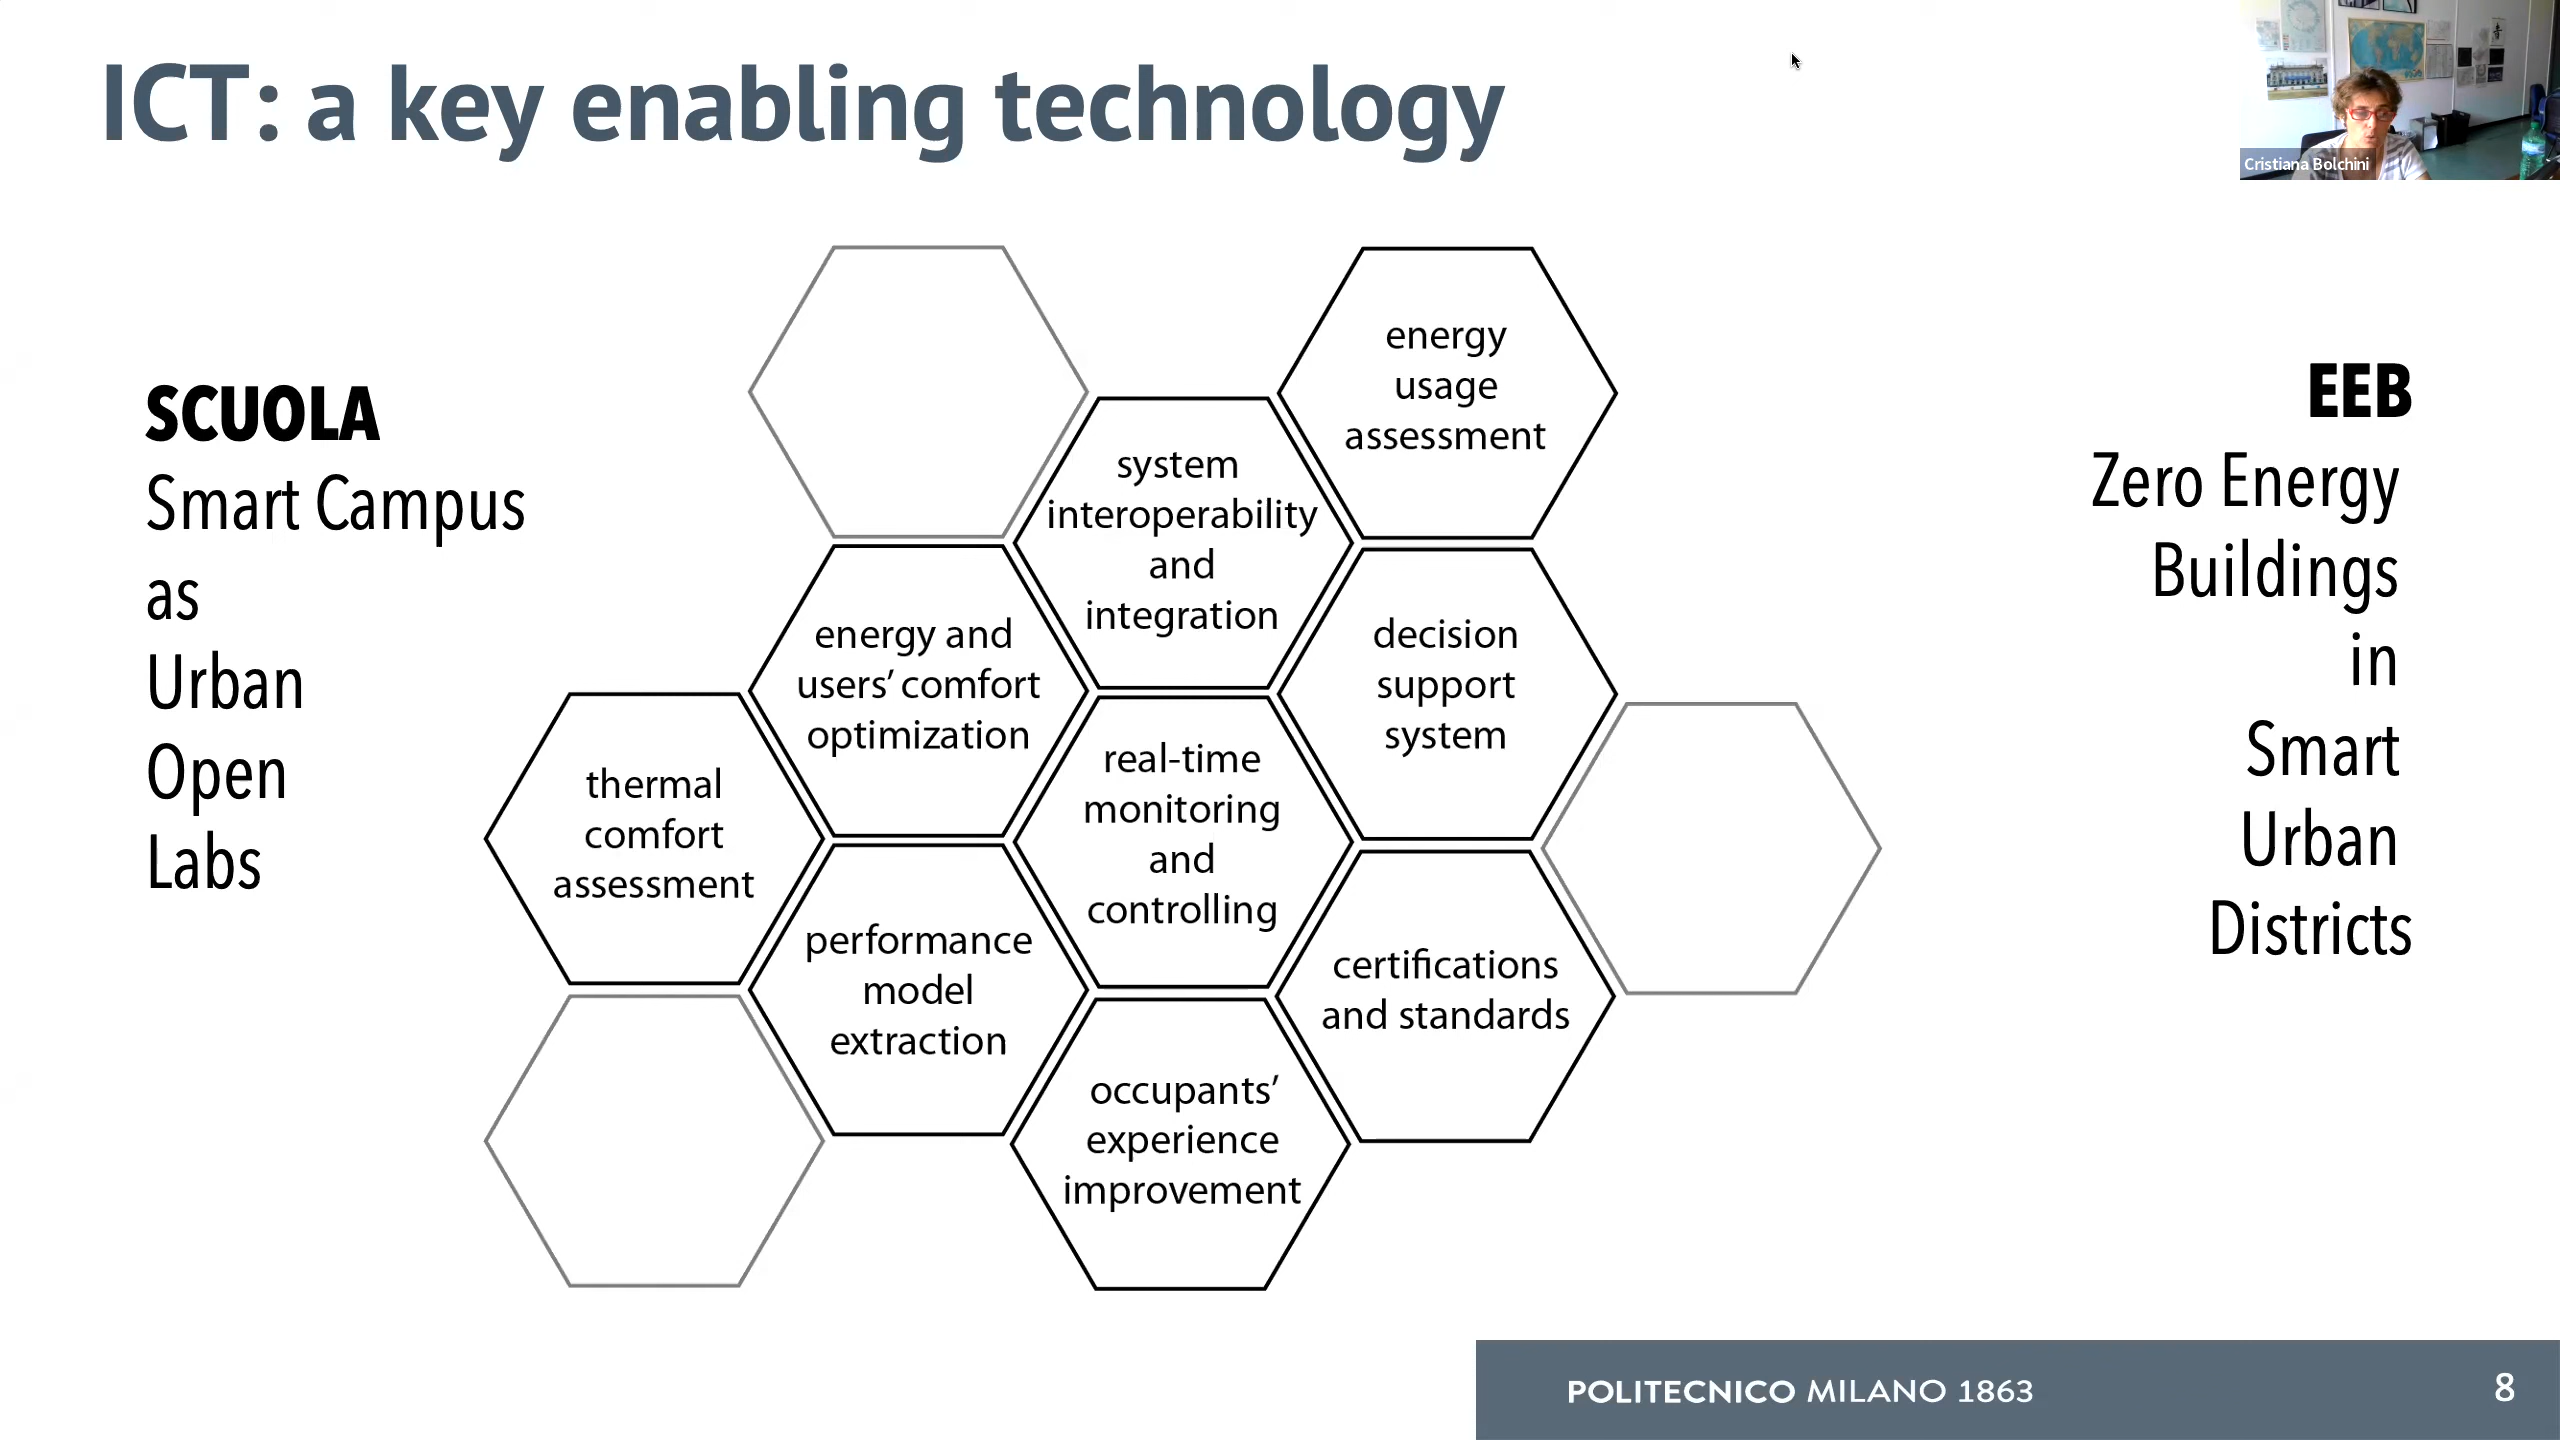 ICT: a key enabling technology
Cristiana Bolchini
SCUOLA
Smart Campus
as
Urban
Open
Labs
energy
usage
assessment
system
interoperability
and
integration
energy and
users’ comfort
optimization
decision
support
system
thermal
comfort
assessment
real-time
monitoring
and
controlling
performance
model
extraction
certifications
and standards
occupants’
experience
improvement
EEB
Zero Energy
Buildings
in
Smart
Urban
Districts
POLITECNICO MILANO 1863
8